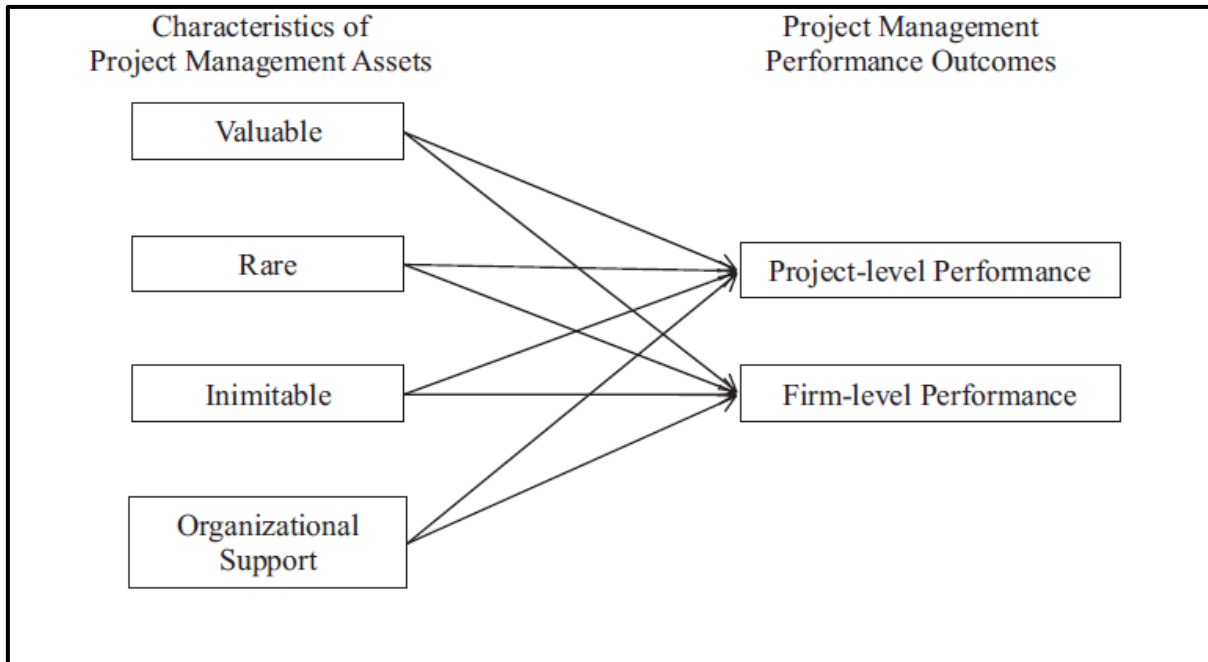 Characteristics of
Project Management Assets
Project Management
Performance Outcomes
Valuable
Rare
Inimitable
Organizational
Support
Project-level Performance
Firm-level Performance